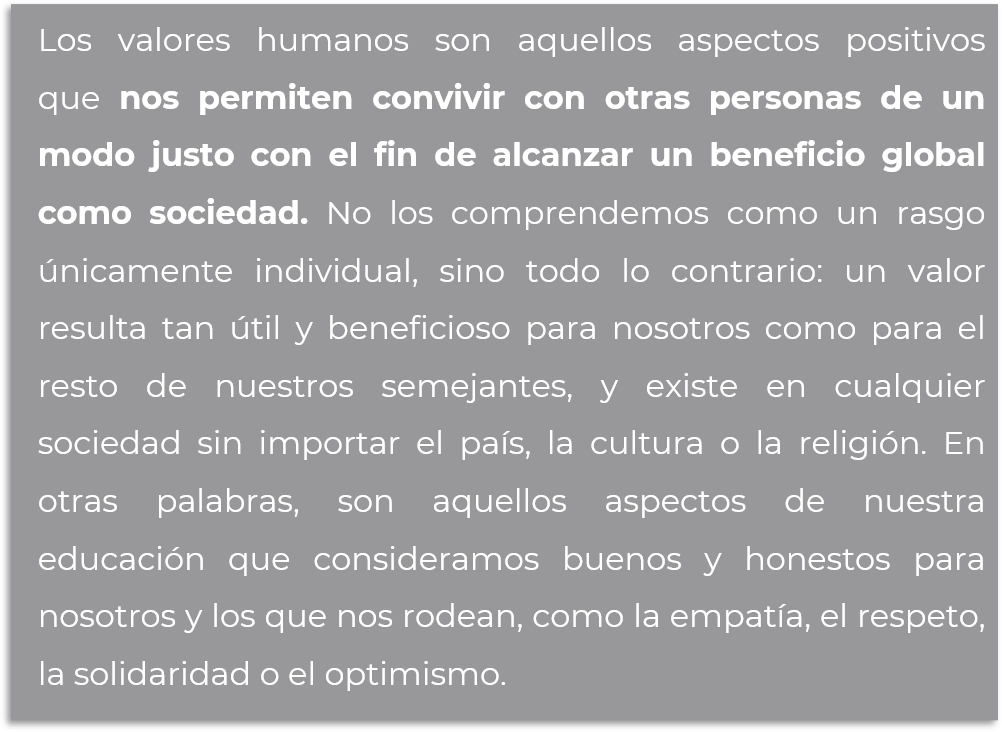 Los valores humanos son aquellos aspectos positivos
que nos permiten convivir con otras personas de un
modo justo con el fin de alcanzar un beneficio global
como sociedad. No los comprendemos como un rasgo
únicamente individual, sino todo lo contrario: un valor
resulta tan útil y beneficioso para nosotros como para el
resto de nuestros semejantes, y existe en cualquier
sociedad sin importar el país, la cultura o la religión. En
otras palabras, son aquellos aspectos de nuestra
educación que consideramos buenos y honestos para
nosotros y los que nos rodean, como la empatía, el respeto,
la solidaridad o el optimismo.